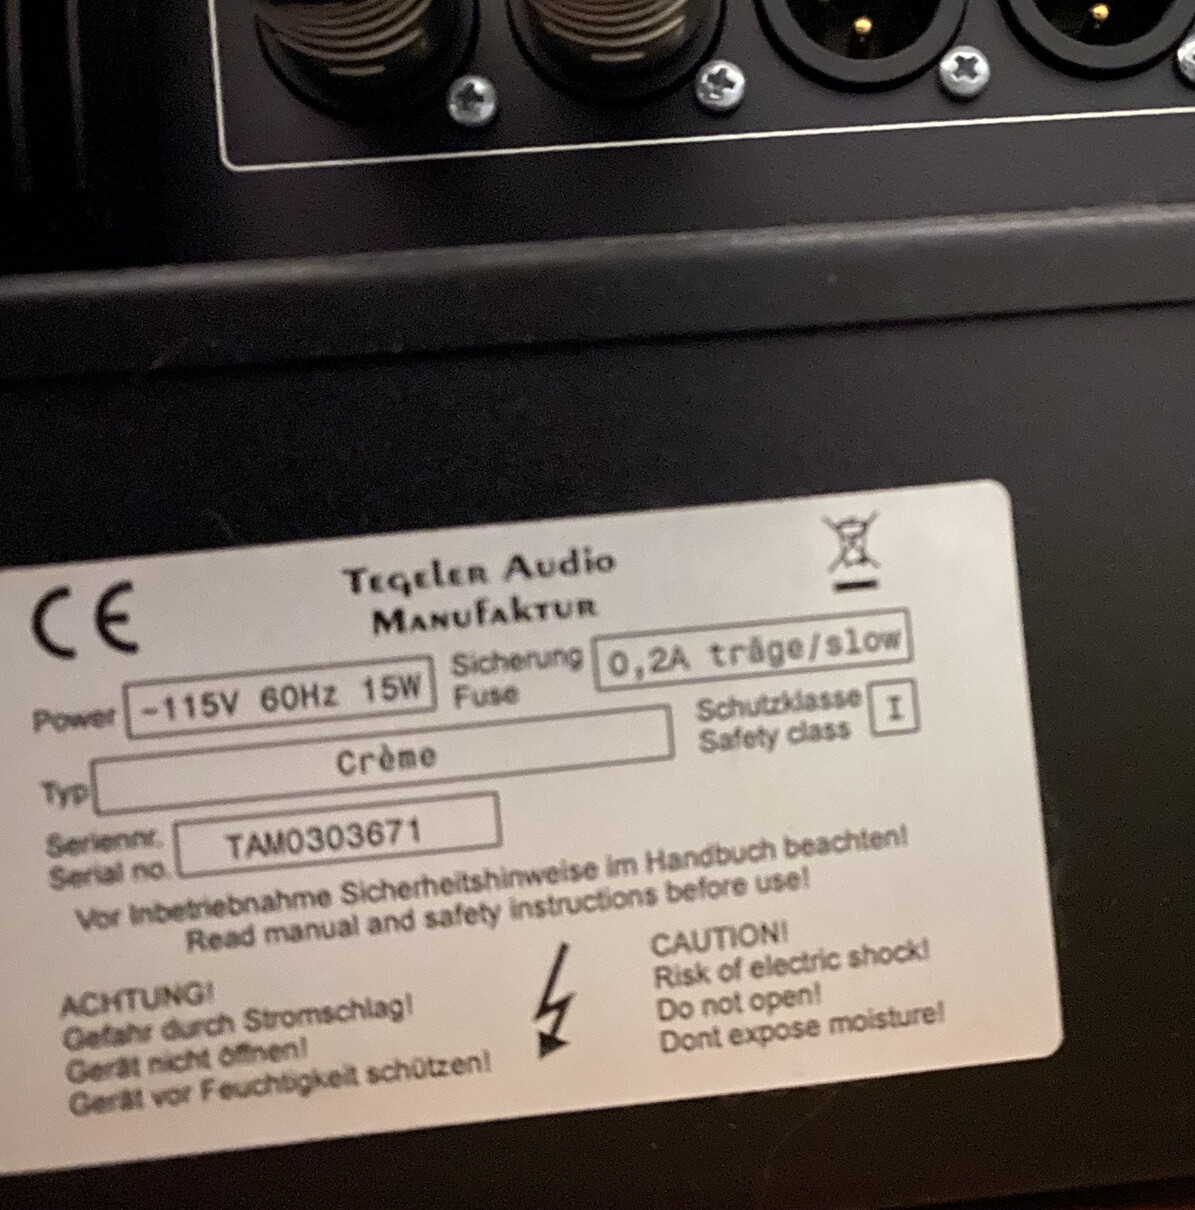 CE
Tegeler Audio
Manufaktur
Power ~115V 60Hz 15W
Sicherung
Fuse
0,2A träge/slow
Typ Crème
Schutzklasse
Safety class
I
Seriennr.
Serial no.
TAM0303671
Vor Inbetriebnahme Sicherheitshinweise im Handbuch beachten!
Read manual and safety instructions before use!
ACHTUNG!
Gefahr durch Stromschlag!
Gerät nicht öffnen!
Gerät vor Feuchtigkeit schützen!
CAUTION!
Risk of electric shock!
Do not open!
Dont expose moisture!